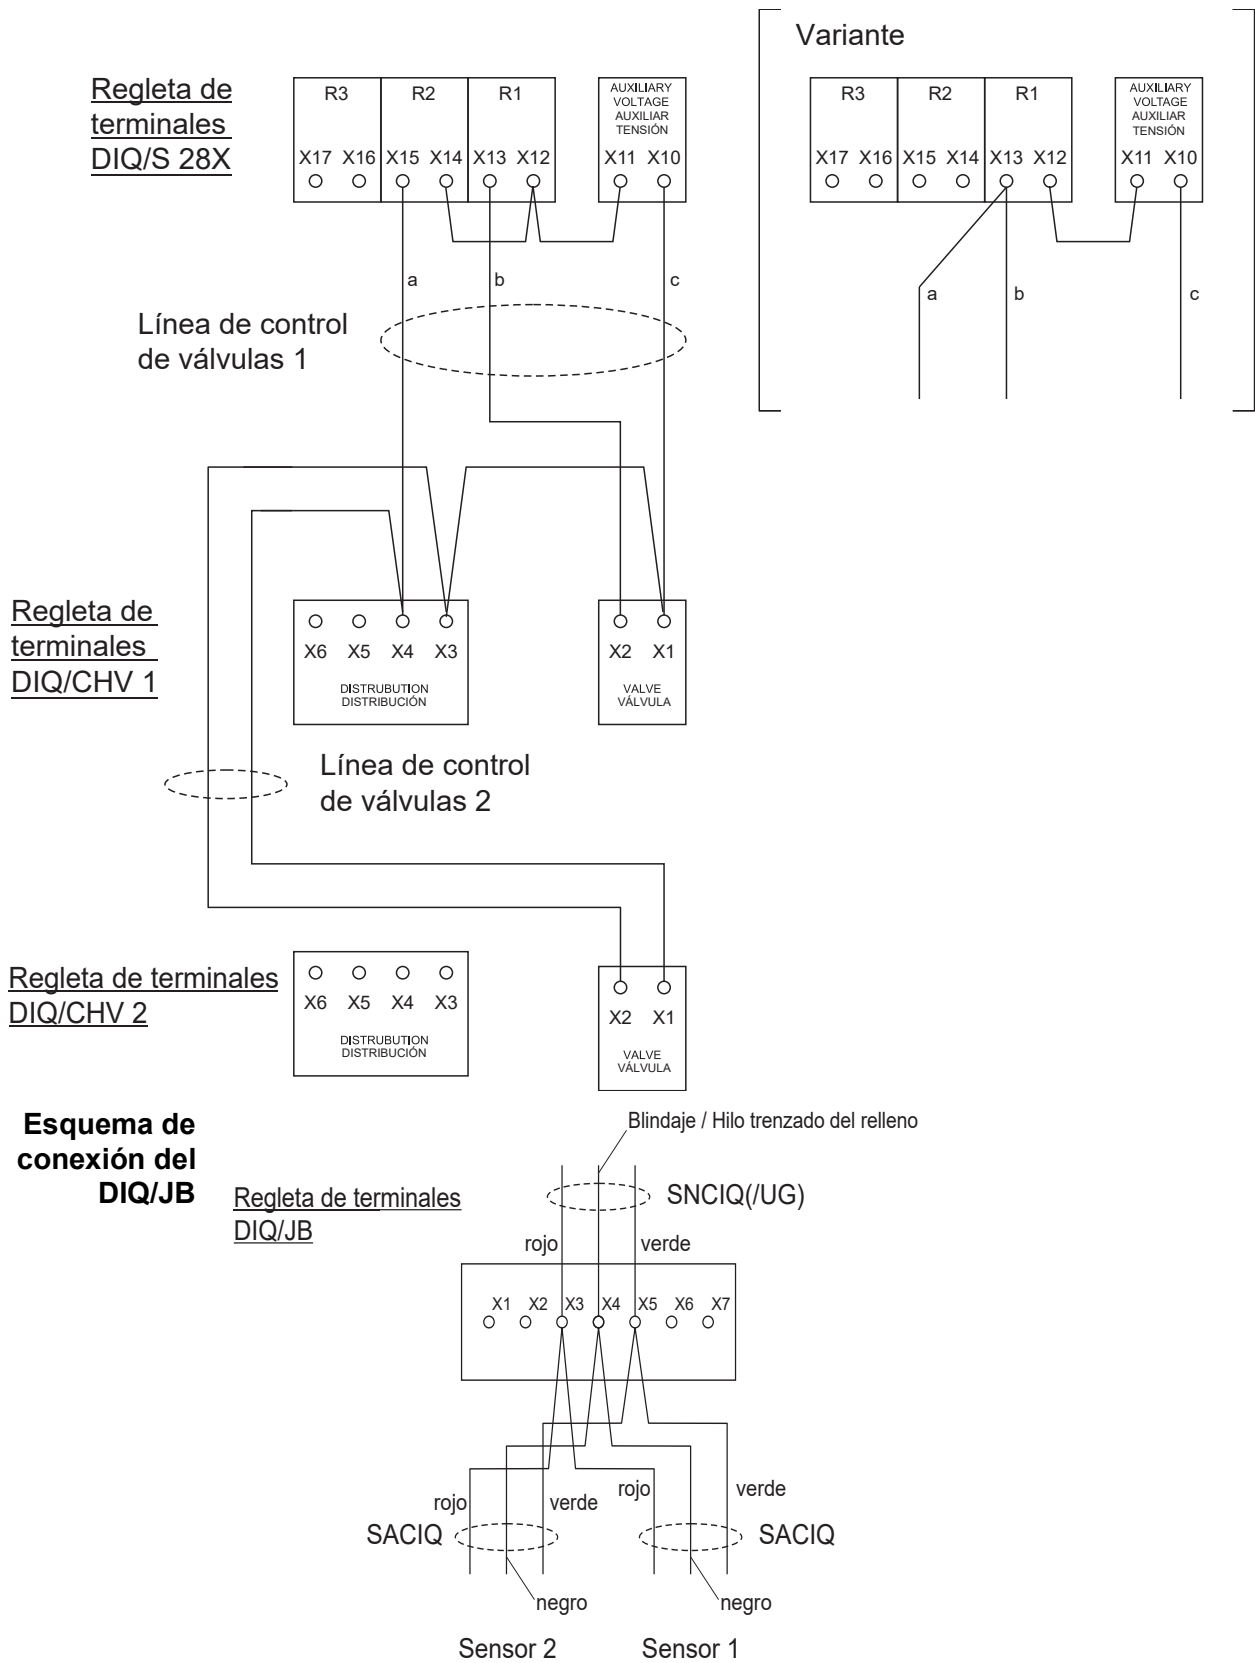 Variante
Regleta de
terminales
DIQ/S 28X
R3 R2 R1
AUXILIARY
VOLTAGE
AUXILIAR
TENSIÓN
X17 X16 X15 X14 X13 X12 X11 X10
R3 R2 R1
AUXILIARY
VOLTAGE
AUXILIAR
TENSIÓN
X17 X16 X15 X14 X13 X12 X11 X10
a b c
a b c
Línea de control
de válvulas 1
Regleta de
terminales
DIQ/CHV 1
X6 X5 X4 X3
DISTRUBUTION
DISTRIBUCIÓN
X2 X1
VALVE
VÁLVULA
Línea de control
de válvulas 2
Regleta de terminales
DIQ/CHV 2
X6 X5 X4 X3
DISTRUBUTION
DISTRIBUCIÓN
X2 X1
VALVE
VÁLVULA
Esquema de
conexión del
DIQ/JB
Blindaje / Hilo trenzado del relleno
Regleta de terminales
DIQ/JB
SNCIQ(/UG)
rojo verde
X1 X2 X3 X4 X5 X6 X7
rojo verde rojo verde
SACIQ SACIQ
negro negro
Sensor 2 Sensor 1